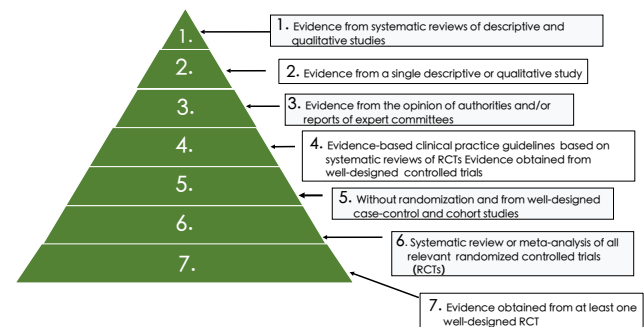 1.
2.
3.
4.
5.
6.
7.
1. Evidence from systematic reviews of descriptive and
qualitative studies
2. Evidence from a single descriptive or qualitative study
3. Evidence from the opinion of authorities and/or
reports of expert committees
4. Evidence-based clinical practice guidelines based on
systematic reviews of RCTs Evidence obtained from
well-designed controlled trials
5. Without randomization and from well-designed
case-control and cohort studies
6. Systematic review or meta-analysis of all
relevant randomized controlled trials
(RCTs)
7. Evidence obtained from at least one
well-designed RCT